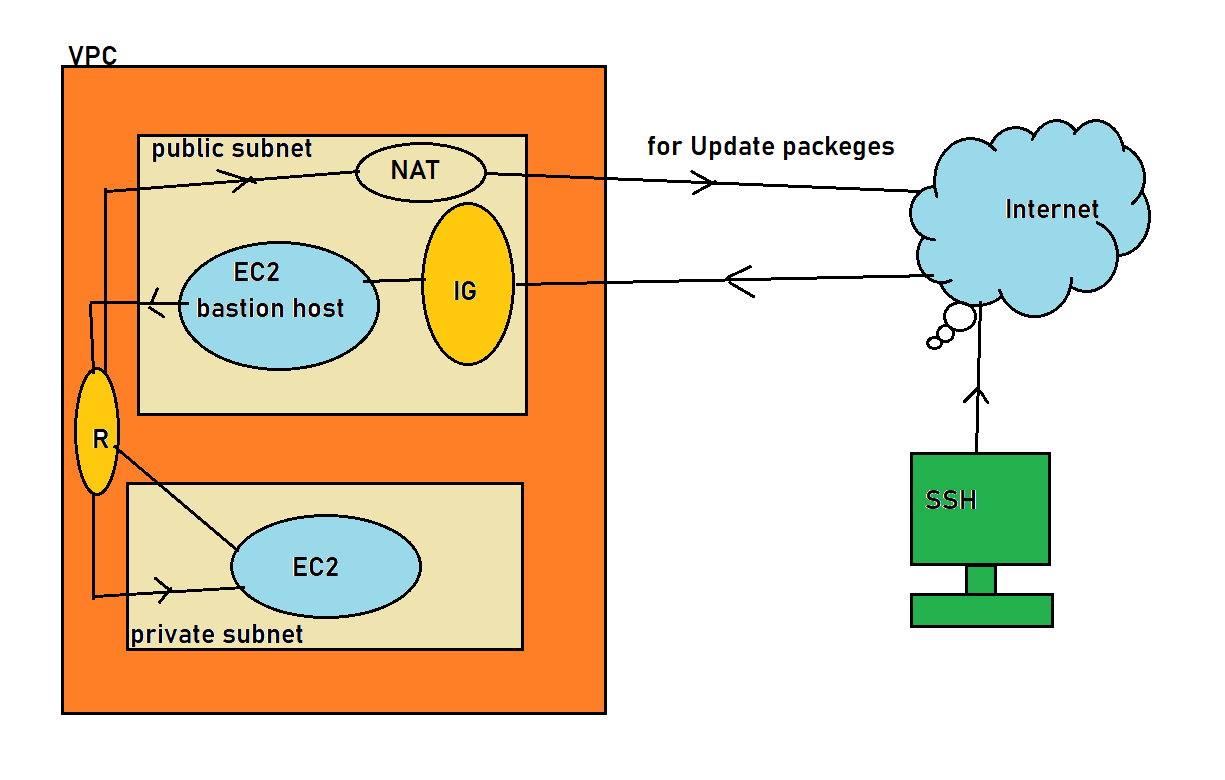 VPC
public subnet
NAT
for Update packeges
Internet
EC2
bastion host
IG
R
SSH
EC2
private subnet